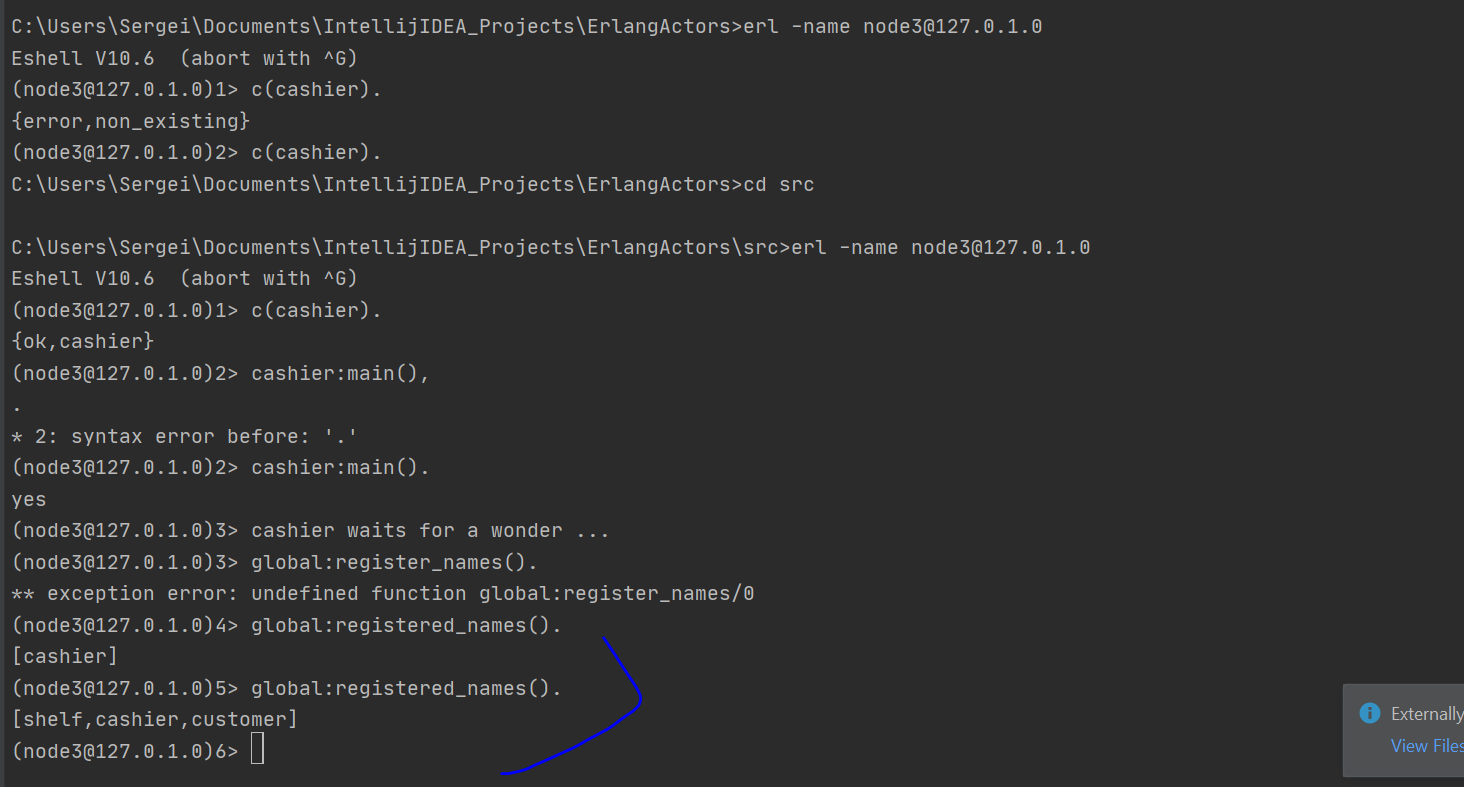 C:\Users\Sergei\Documents\IntellijIDEA_Projects\ErlangActors>erl -name node3@127.0.1.0
Eshell V10.6  (abort with ^G)
(node3@127.0.1.0)1> c(cashier).
{error,non_existing}
(node3@127.0.1.0)2> c(cashier).
C:\Users\Sergei\Documents\IntellijIDEA_Projects\ErlangActors>cd src
C:\Users\Sergei\Documents\IntellijIDEA_Projects\ErlangActors\src>erl -name node3@127.0.1.0
Eshell V10.6  (abort with ^G)
(node3@127.0.1.0)1> c(cashier).
{ok,cashier}
(node3@127.0.1.0)2> cashier:main(),
.
* 2: syntax error before: '.'
(node3@127.0.1.0)2> cashier:main().
yes
(node3@127.0.1.0)3> cashier waits for a wonder ...
(node3@127.0.1.0)3> global:register_names().
** exception error: undefined function global:register_names/0
(node3@127.0.1.0)4> global:registered_names().
[cashier]
(node3@127.0.1.0)5> global:registered_names().
[shelf,cashier,customer]
(node3@127.0.1.0)6>
Externally
View Files